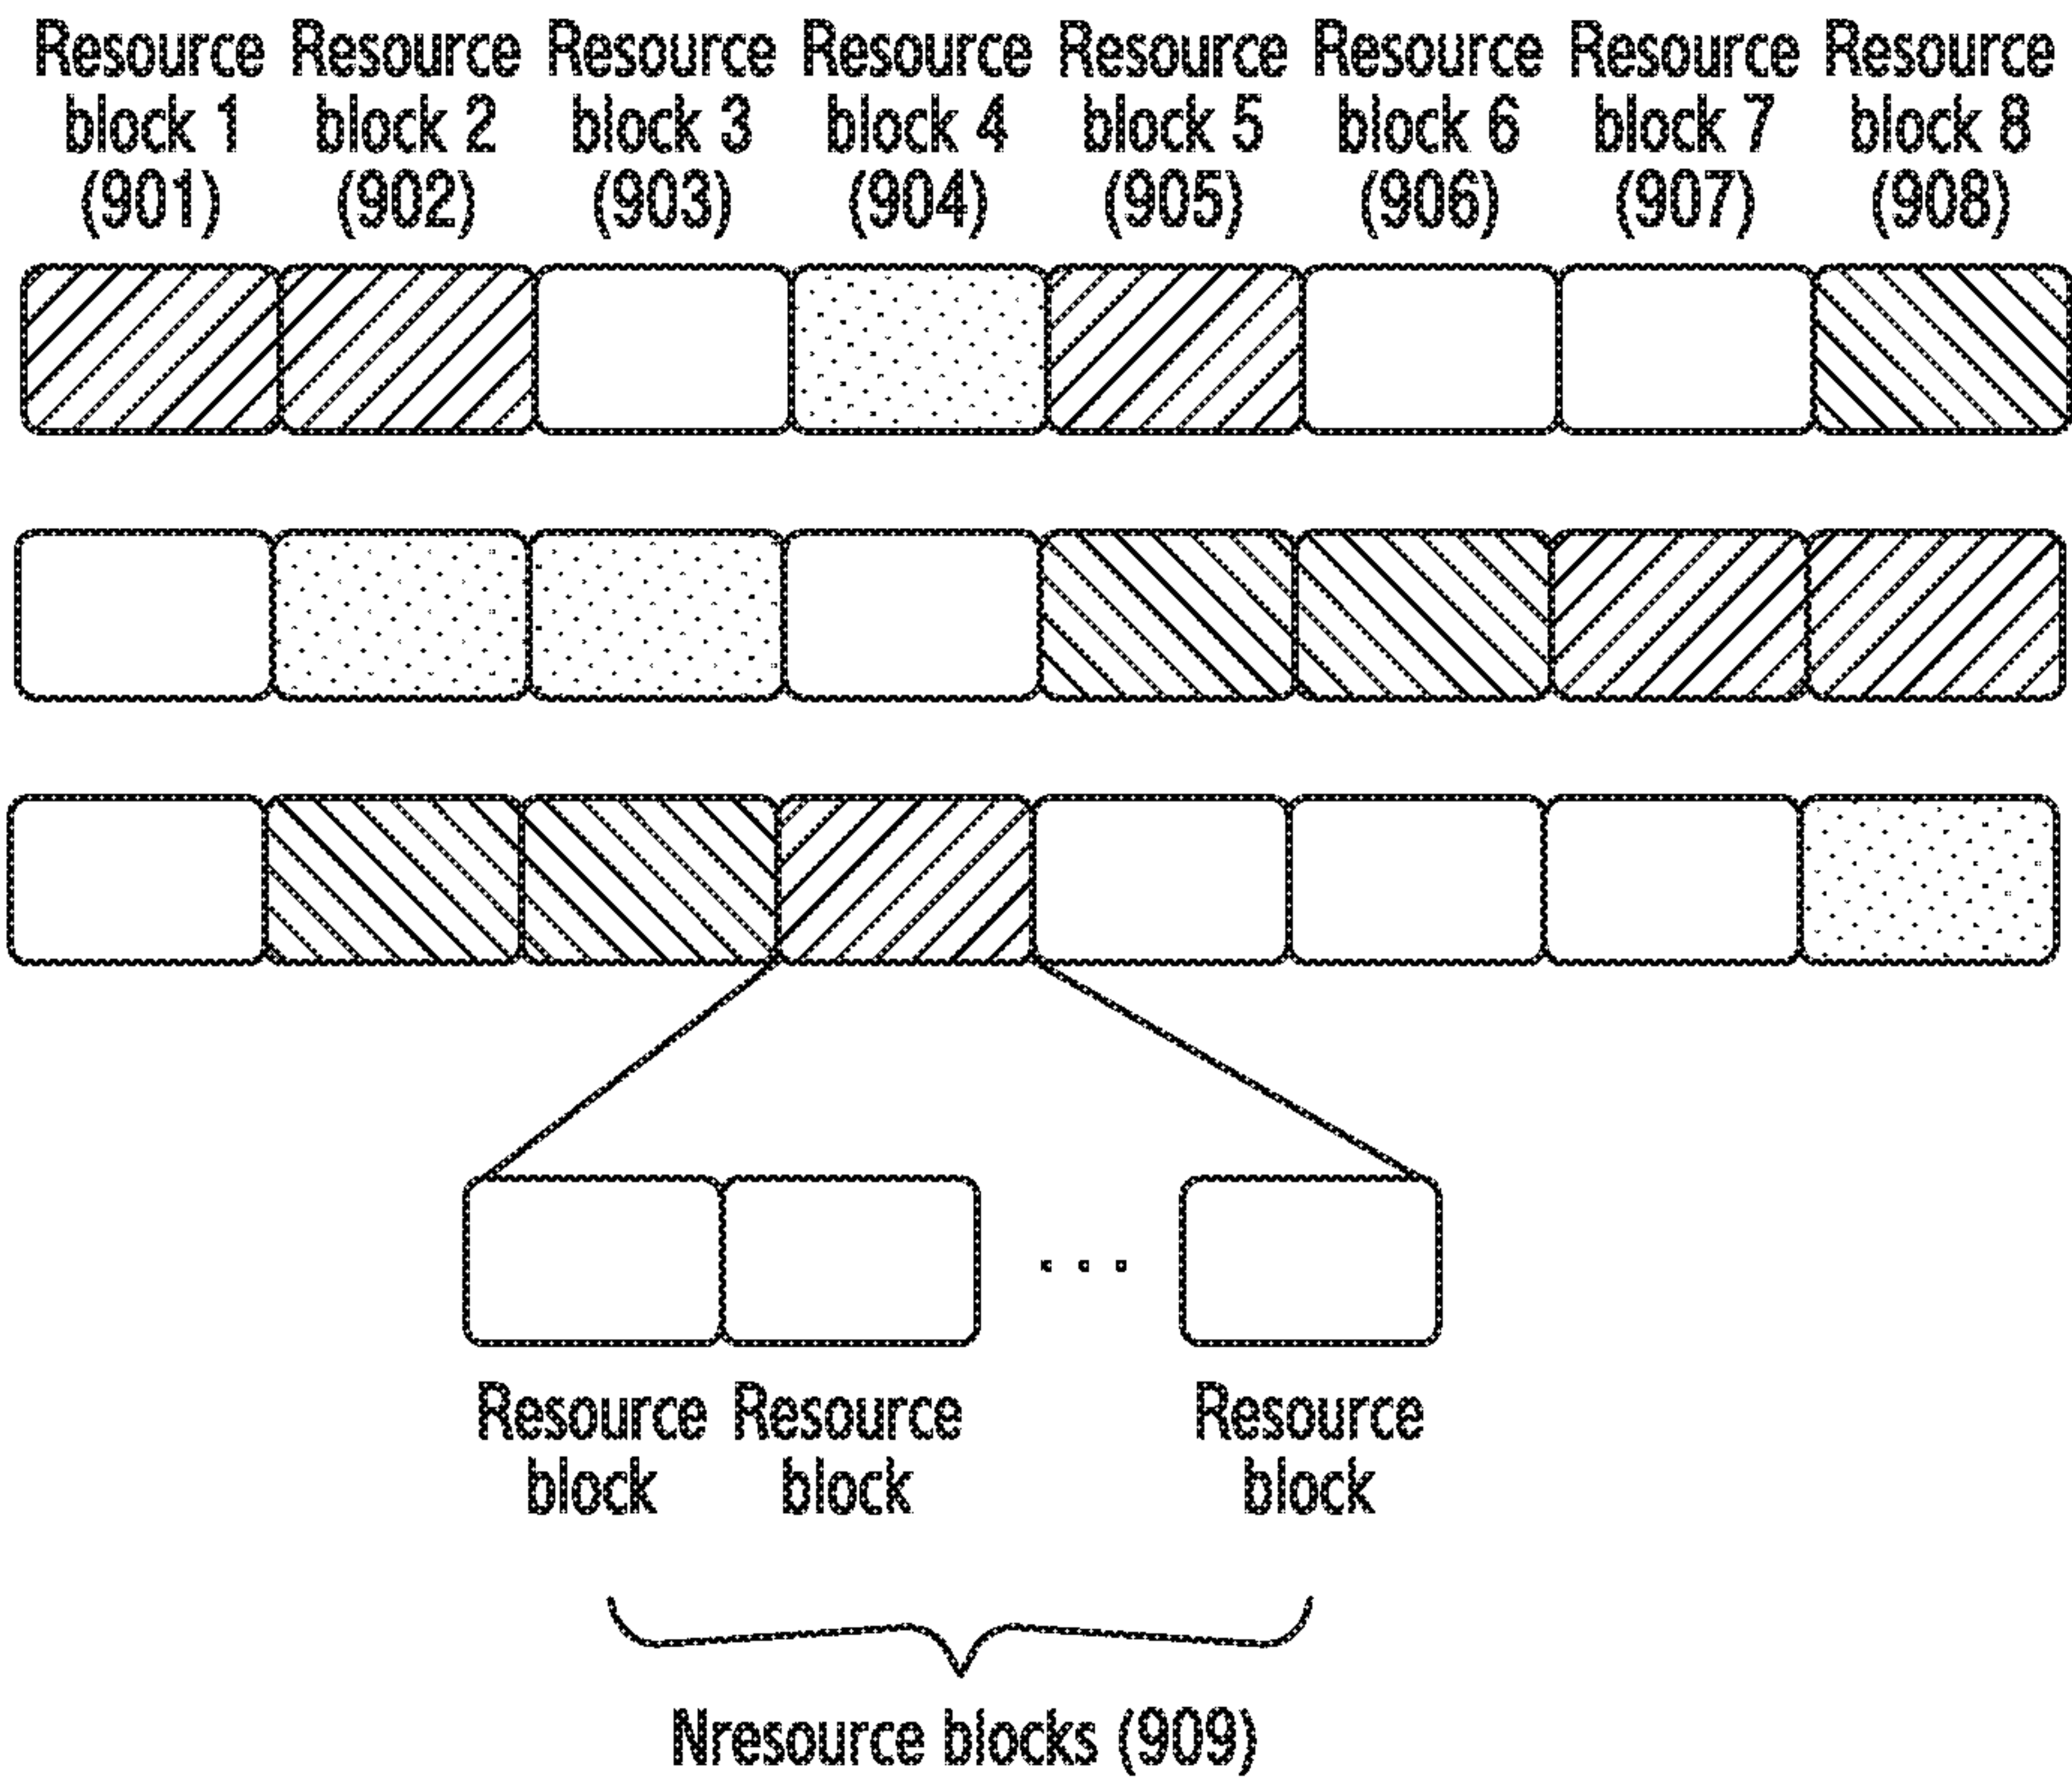 Resource Resource Resource Resource Resource Resource Resource Resource
block 1 block 2 block 3 block 4 block 5 block 6 block 7 block 8
(901) (902) (903) (904) (905) (906) (907) (908)
Resource Resource Resource
block block block
Nresource blocks (909)